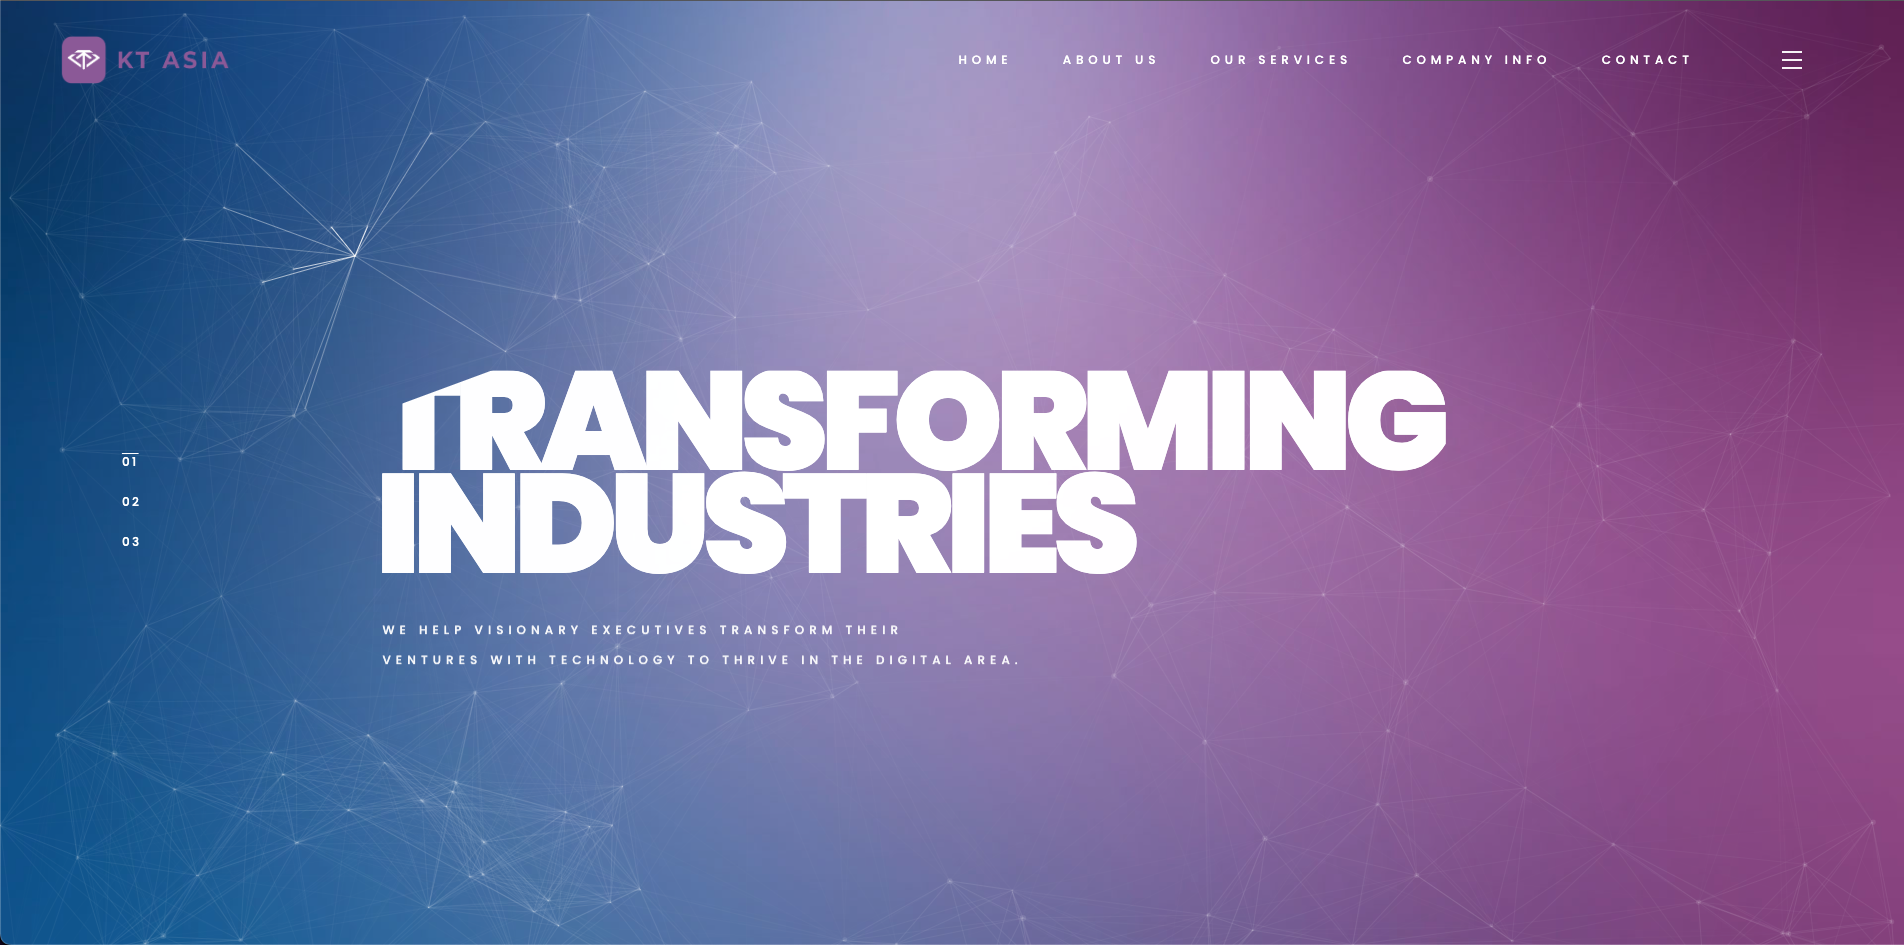 KT ASIA
HOME ABOUT US OUR SERVICES COMPANY INFO CONTACT
TRANSFORMING
INDUSTRIES
01
02
03
WE HELP VISIONARY EXECUTIVES TRANSFORM THEIR
VENTURES WITH TECHNOLOGY TO THRIVE IN THE DIGITAL AREA.